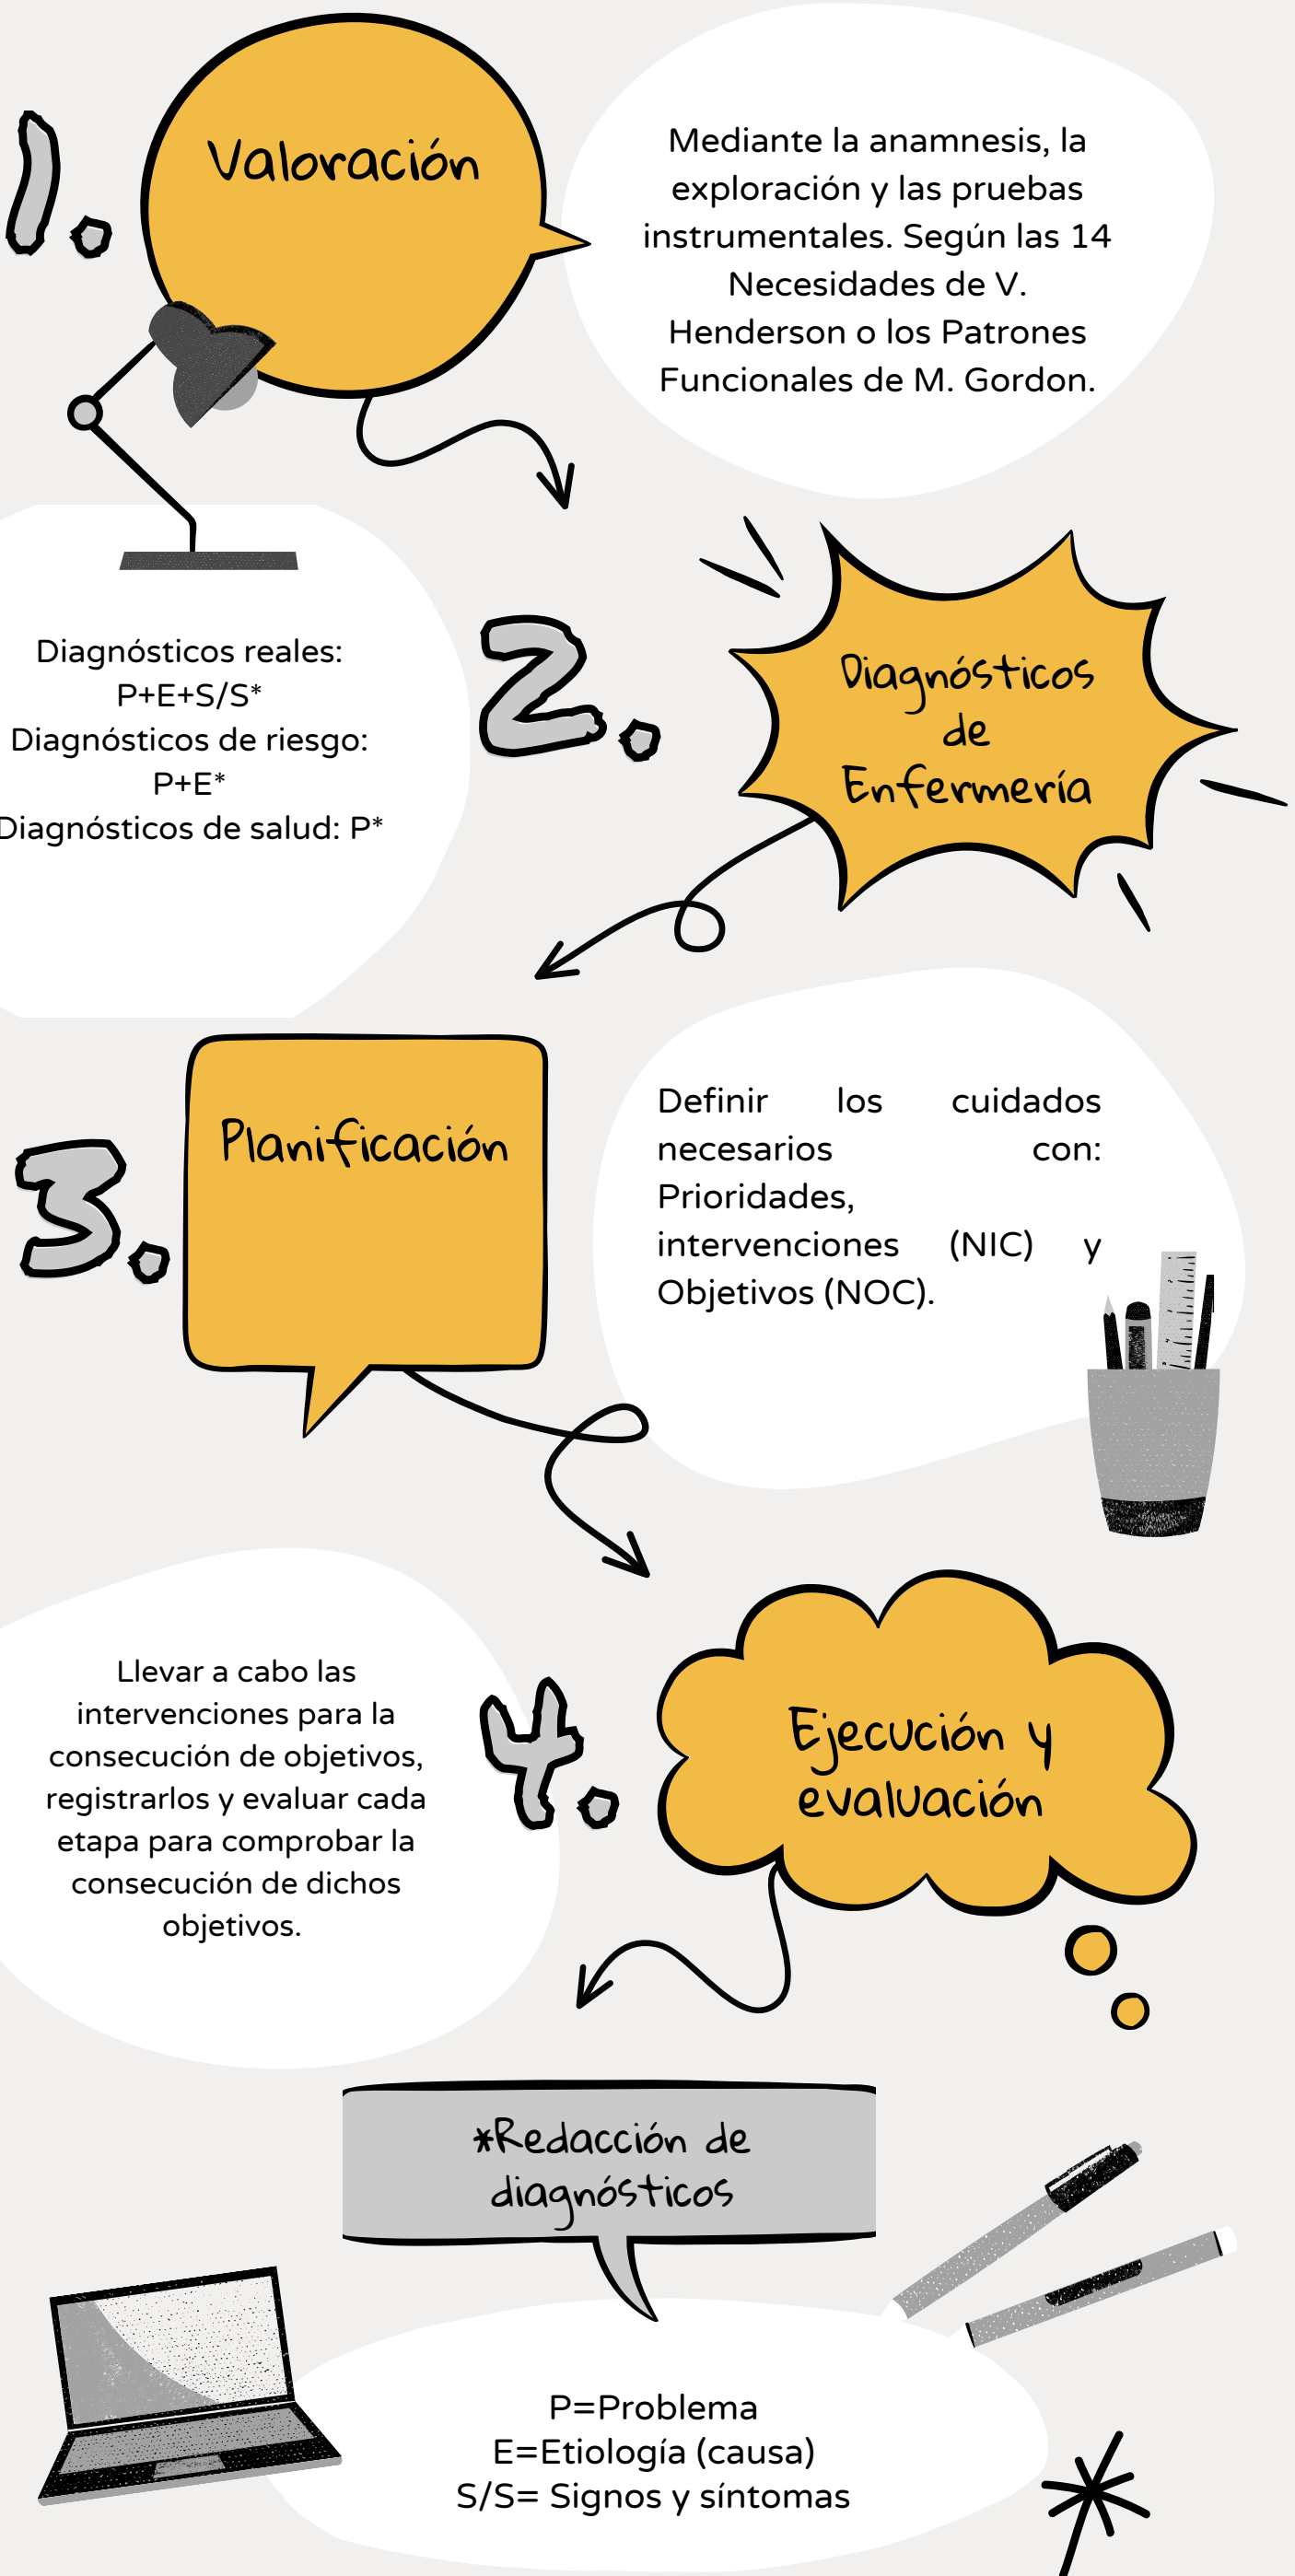 1.
Valoración
Mediante la anamnesis, la
exploración y las pruebas
instrumentales. Según las 14
Necesidades de V.
Henderson o los Patrones
Funcionales de M. Gordon.
2.
Diagnósticos
de
Enfermería
Diagnósticos reales:
P+E+S/S*
Diagnósticos de riesgo:
P+E*
Diagnósticos de salud: P*
3.
Planificación
Definir los cuidados
necesarios con:
Prioridades,
intervenciones (NIC) y
Objetivos (NOC).
4.
Ejecución y
evaluación
Llevar a cabo las
intervenciones para la
consecución de objetivos,
registrarlos y evaluar cada
etapa para comprobar la
consecución de dichos
objetivos.
*Redacción de
diagnósticos
P=Problema
E=Etiología (causa)
S/S= Signos y síntomas